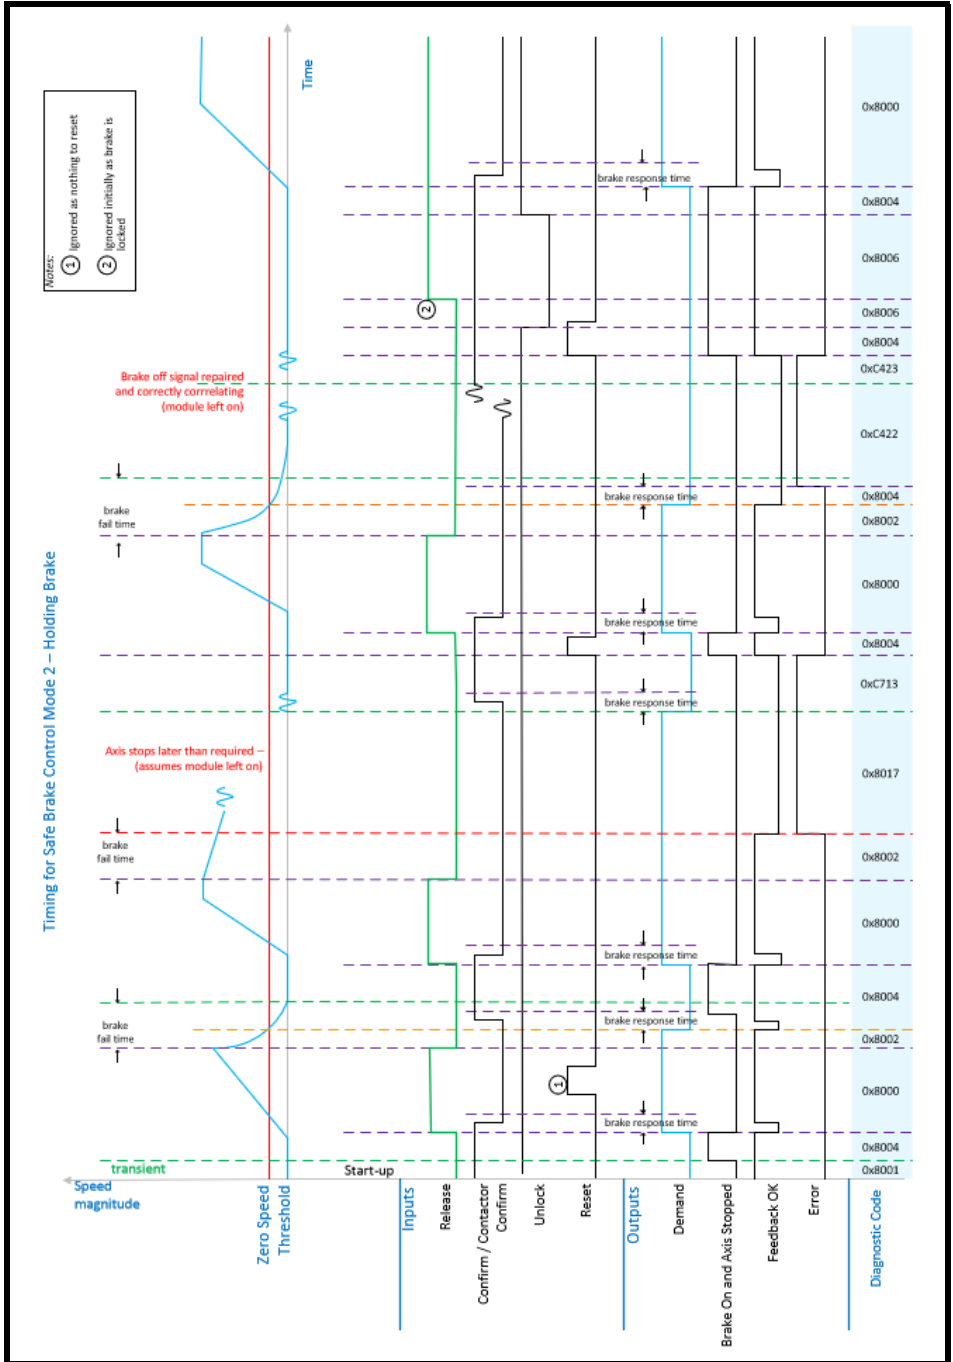 Timing for Safe Brake Control Mode 2 – Holding Brake
Notes:
1 Ignored as nothing to reset
2 Ignored initially as brake is
locked
Speed
magnitude
Time
Zero Speed
Threshold
transient
Start-up
brake
fail time
brake
fail time
brake
fail time
Axis stops later than required –
(assumes module left on)
Brake off signal repaired
and correctly corrrelating
(module left on)
Inputs
Release
2
Confirm / Contactor
Confirm
Unlock
Reset
1
Outputs
Demand
brake response time
brake response time
brake response time
brake response time
brake response time
brake response time
brake response time
Brake On and Axis Stopped
Feedback OK
Error
Diagnostic Code
0x8001
0x8004
0x8000
0x8002
0x8004
0x8000
0x8002
0x8017
0xC713
0x8004
0x8000
0x8002
0x8004
0xC422
0xC423
0x8004
0x8006
0x8006
0x8004
0x8000